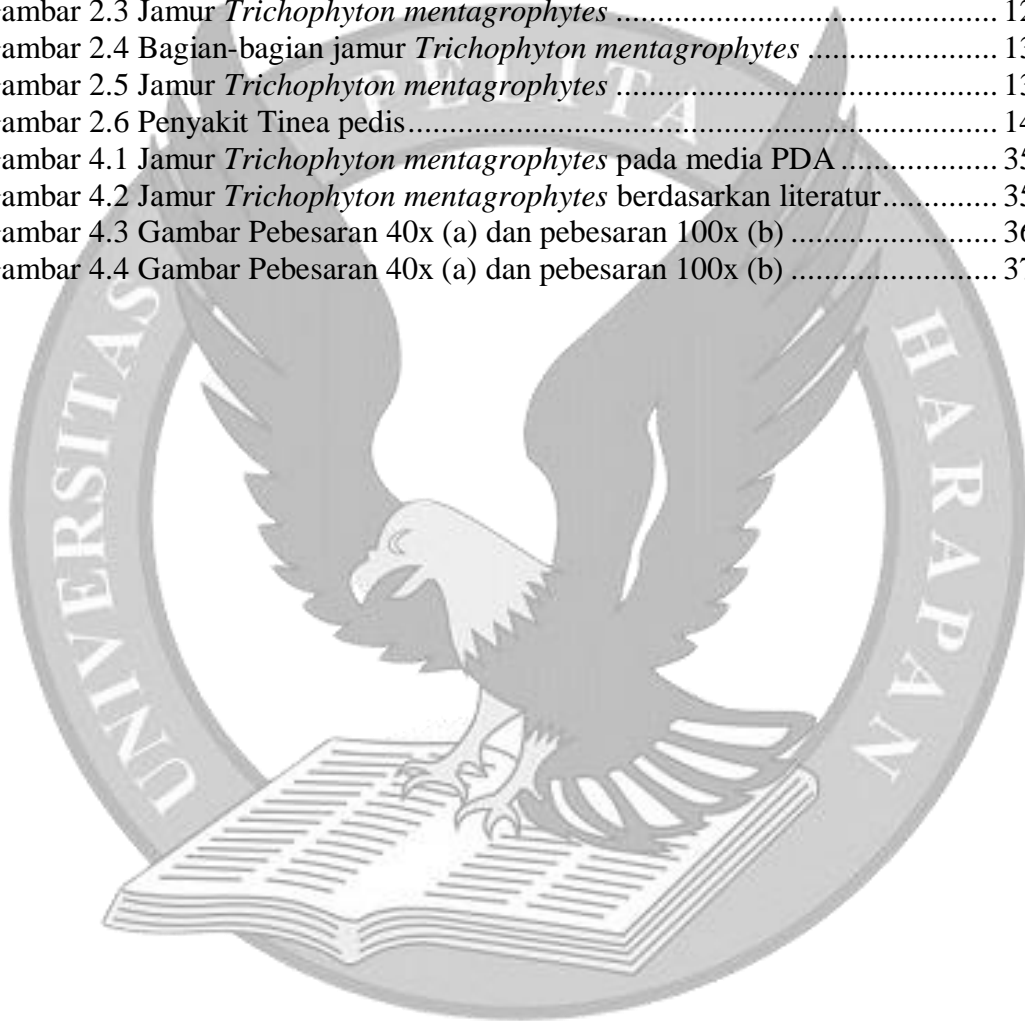 ambar 2.3 Jamur Trichophyton mentagrophytes ............................................... 12
ambar 2.4 Bagian-bagian jamur Trichophyton mentagrophytes ....................... 13
ambar 2.5 Jamur Trichophyton mentagrophytes ............................................... 13
ambar 2.6 Penyakit Tinea pedis.......................................................................... 14
ambar 4.1 Jamur Trichophyton mentagrophytes pada media PDA ................... 35
ambar 4.2 Jamur Trichophyton mentagrophytes berdasarkan literatur.............. 35
ambar 4.3 Gambar Pebesaran 40x (a) dan pebesaran 100x (b) ......................... 36
ambar 4.4 Gambar Pebesaran 40x (a) dan pebesaran 100x (b) ......................... 37
UNIVERSITAS PELITA HARAPAN